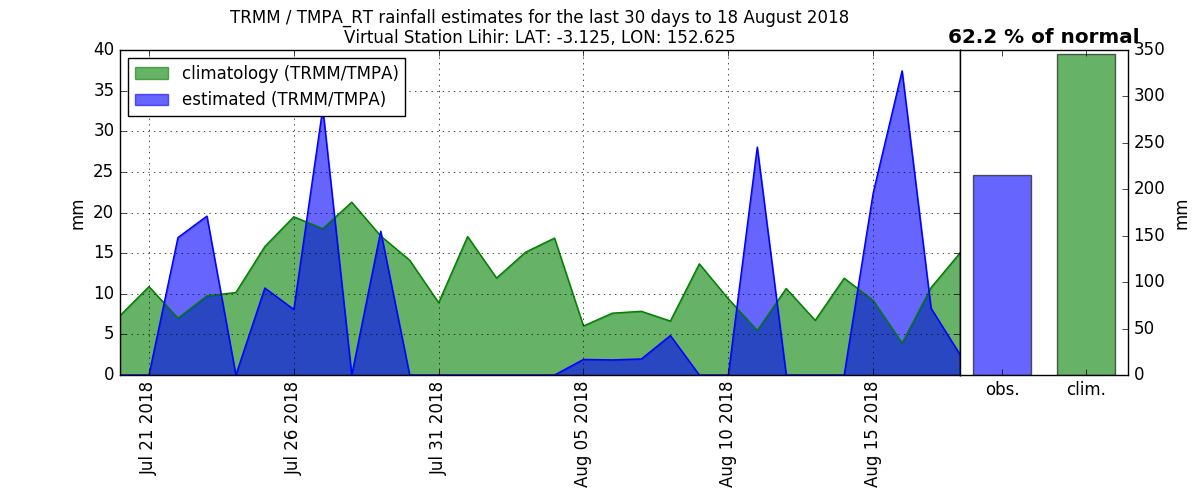 TRMM / TMPA_RT rainfall estimates for the last 30 days to 18 August 2018
Virtual Station Lihir: LAT: -3.125, LON: 152.625
62.2 % of normal
climatology (TRMM/TMPA)
estimated (TRMM/TMPA)
40
35
30
25
20
15
10
5
0
mm
Jul 21 2018
Jul 26 2018
Jul 31 2018
Aug 05 2018
Aug 10 2018
Aug 15 2018
obs.
clim.
350
300
250
200
150
100
50
0
mm